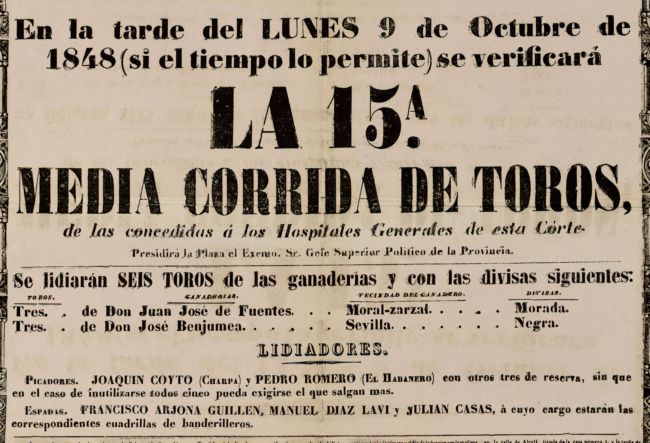 En la tarde del LUNES 9 de Octubre de
1848 (si el tiempo lo permite) se verificará
LA 15.ª
MEDIA CORRIDA DE TOROS,
de las concedidas á los Hospitales Generales de esta Córte.
Presidirá la Plaza el Excmo. Sr. Gefe Superior Político de la Provincia.
Se lidiarán SEIS TOROS de las ganaderías y con las divisas siguientes:
TOROS. GANADERIAS. VECINDAD DEL GANADERO. DIVISAS.
Tres. . de Don Juan José de Fuentes. . . Moral-zarzal. . . . . Morada.
Tres. . de Don José Benjumea. . . . . Sevilla. . . . . . Negra.
LIDIADORES.
PICADORES. JOAQUIN COYTO (CHARPA) y PEDRO ROMERO (EL HABANERO) con otros tres de reserva, sin que
en el caso de inutilizarse todos cinco pueda exigirse el que salgan mas.
ESPADAS. FRANCISCO ARJONA GUILLEN, MANUEL DIAZ LAVI y JULIAN CASAS, á cuyo cargo estarán las
correspondientes cuadrillas de banderilleros.